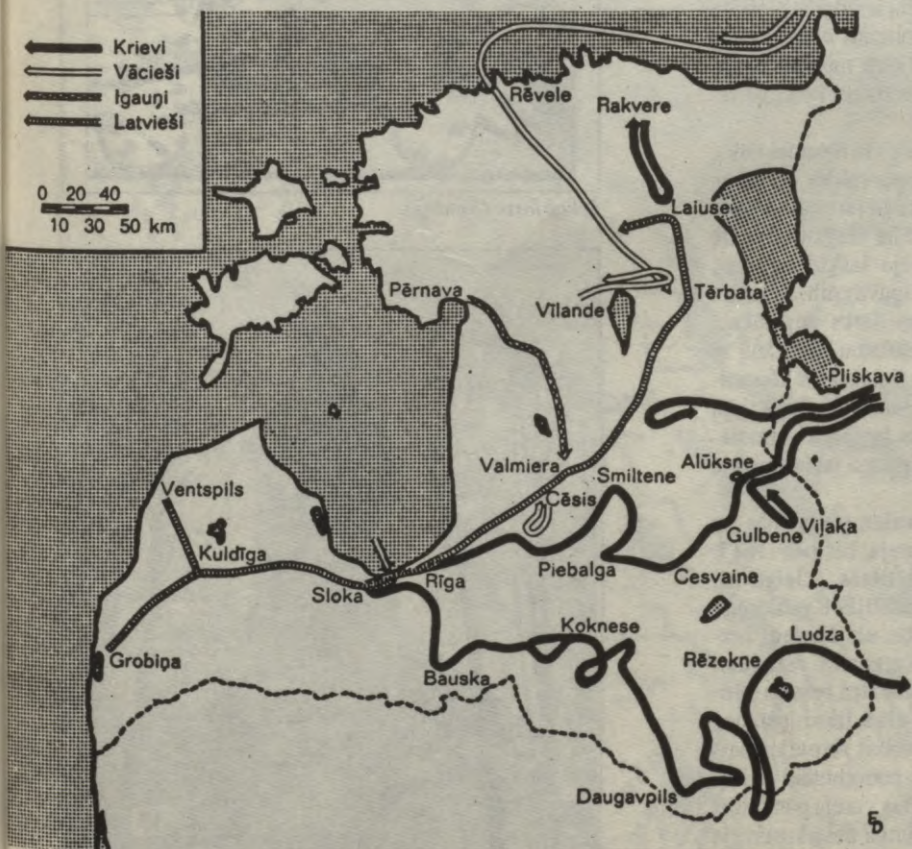 Krievi
Vācieši
Igauņi
Latvieši
0 20 40
10 30 50 km
Rēvele
Rakvere
Laiuse
Pērnava
Vīlande
Tērbata
Pliskava
Valmiera
Smiltene
Alūksne
Cēsis
Ventspils
Gulbene
Viļaka
Kuldīga
Piebalga
Cesvaine
Sloka
Rīga
Koknese
Ludza
Rēzekne
Grobiņa
Bauska
Daugavpils